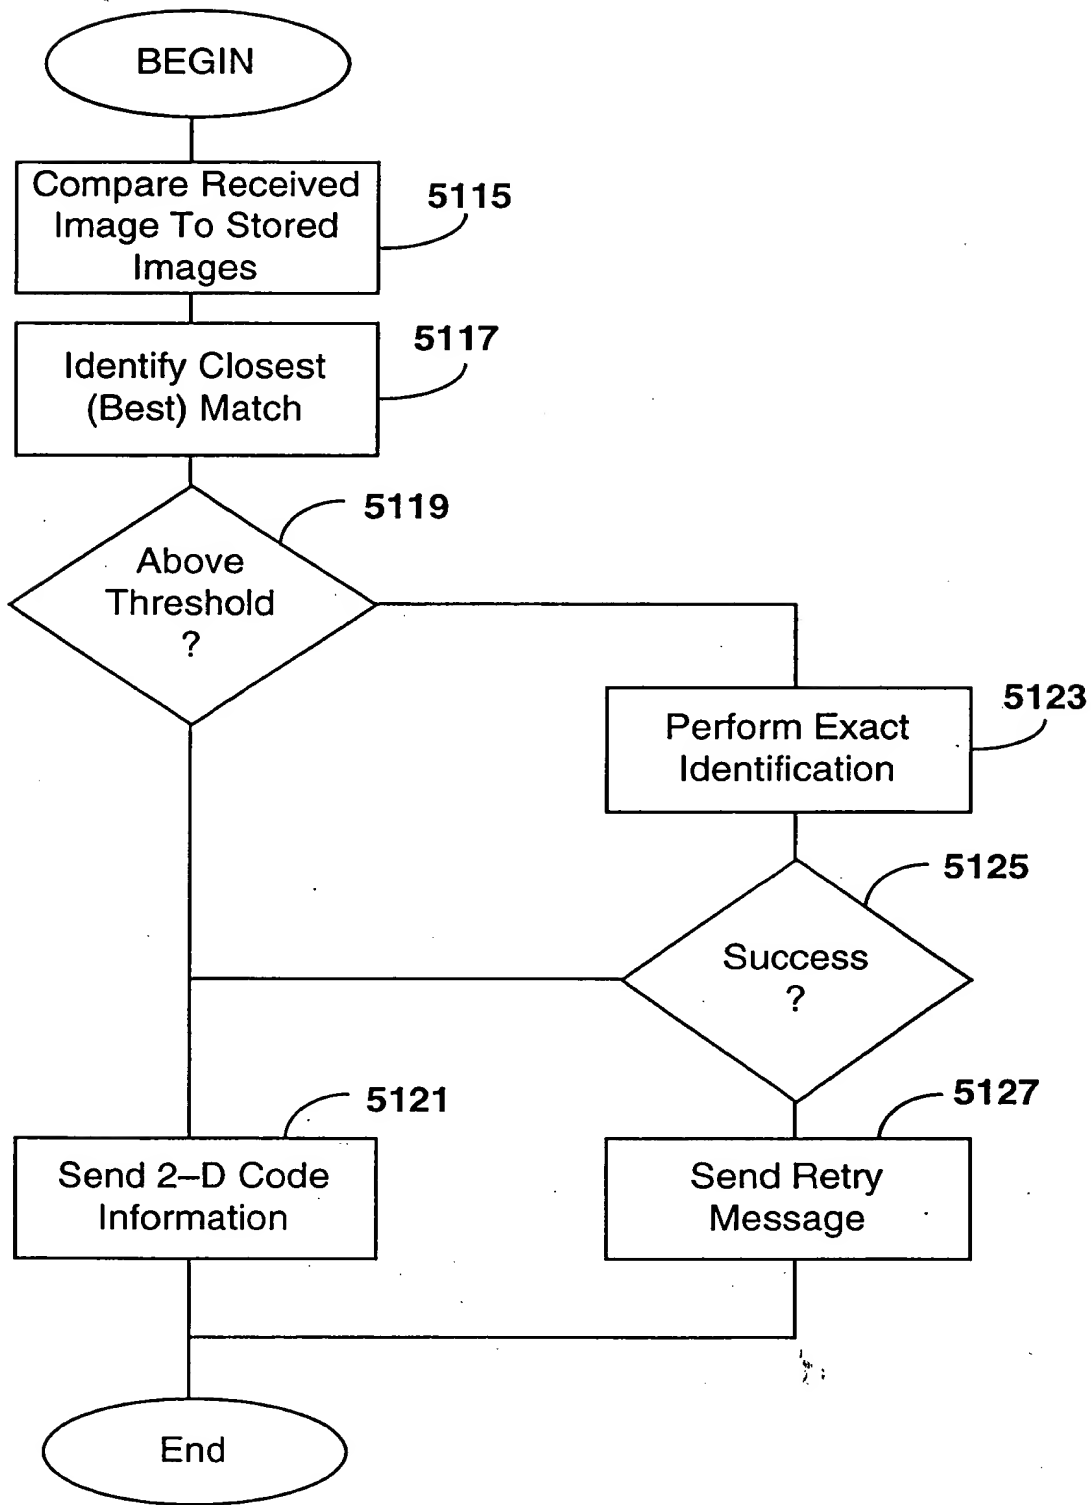 BEGIN
Compare Received
Image To Stored
Images
5115
Identify Closest
(Best) Match
5117
Above
Threshold
?
5119
Perform Exact
Identification
5123
Success
?
5125
Send 2–D Code
Information
5121
Send Retry
Message
5127
End